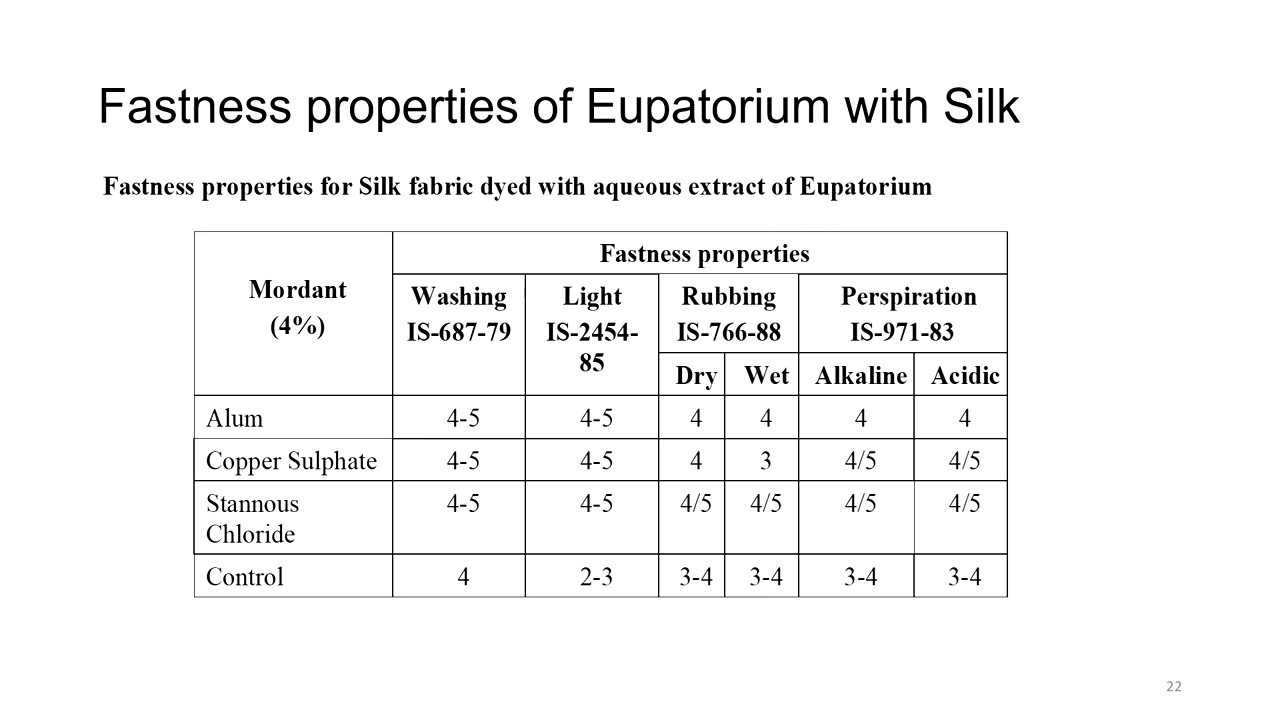 Fastness properties of Eupatorium with Silk
Fastness properties for Silk fabric dyed with aqueous extract of Eupatorium
Mordant
(4%)
Fastness properties
Washing
IS-687-79
Light
IS-2454-
85
Rubbing
IS-766-88
Perspiration
IS-971-83
Dry Wet Alkaline Acidic
Alum 4-5 4-5 4 4 4 4
Copper Sulphate 4-5 4-5 4 3 4/5 4/5
Stannous
Chloride
4-5 4-5 4/5 4/5 4/5 4/5
Control 4 2-3 3-4 3-4 3-4 3-4
22